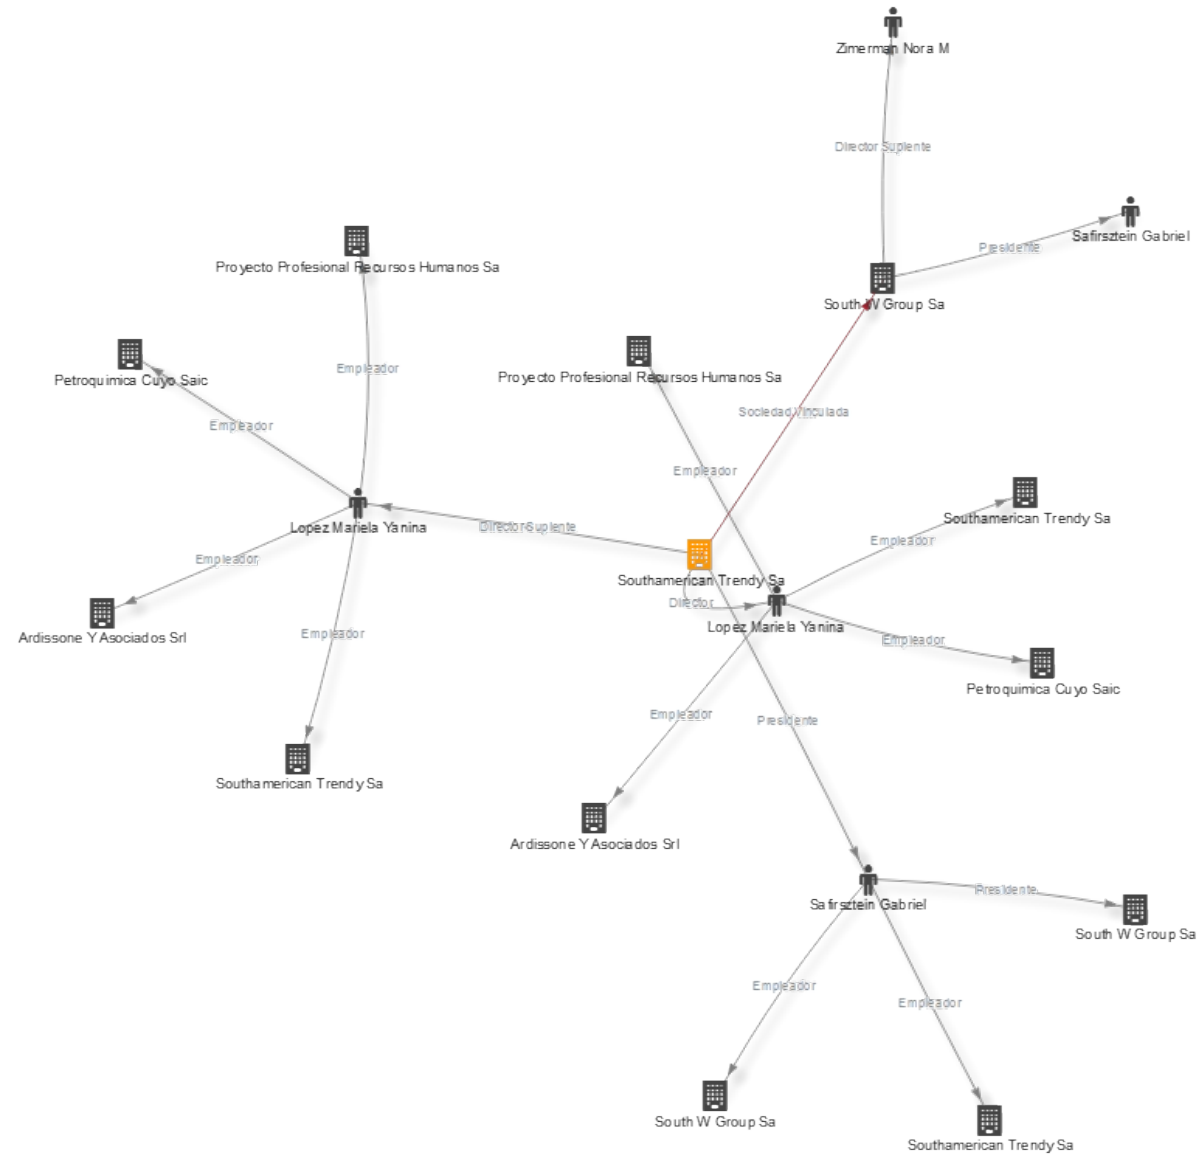 Zimerman Nora M
Director Suplente
Safirsztein Gabriel
Presidente
Proyecto Profesional Recursos Humanos Sa
South W Group Sa
Empleador
Petroquimica Cuyo Saic
Proyecto Profesional Recursos Humanos Sa
Sociedad Vinculada
Empleador
Empleador
Lopez Mariela Yanina
Director Suplente
Southamerican Trendy Sa
Empleador
Empleador
Southamerican Trendy Sa
Director
Lopez Mariela Yanina
Ardissone Y Asociados Srl
Empleador
Empleador
Petroquimica Cuyo Saic
Empleador
Presidente
Southamerican Trendy Sa
Ardissone Y Asociados Srl
Safirsztein Gabriel
Presidente
South W Group Sa
Empleador
Empleador
South W Group Sa
Southamerican Trendy Sa